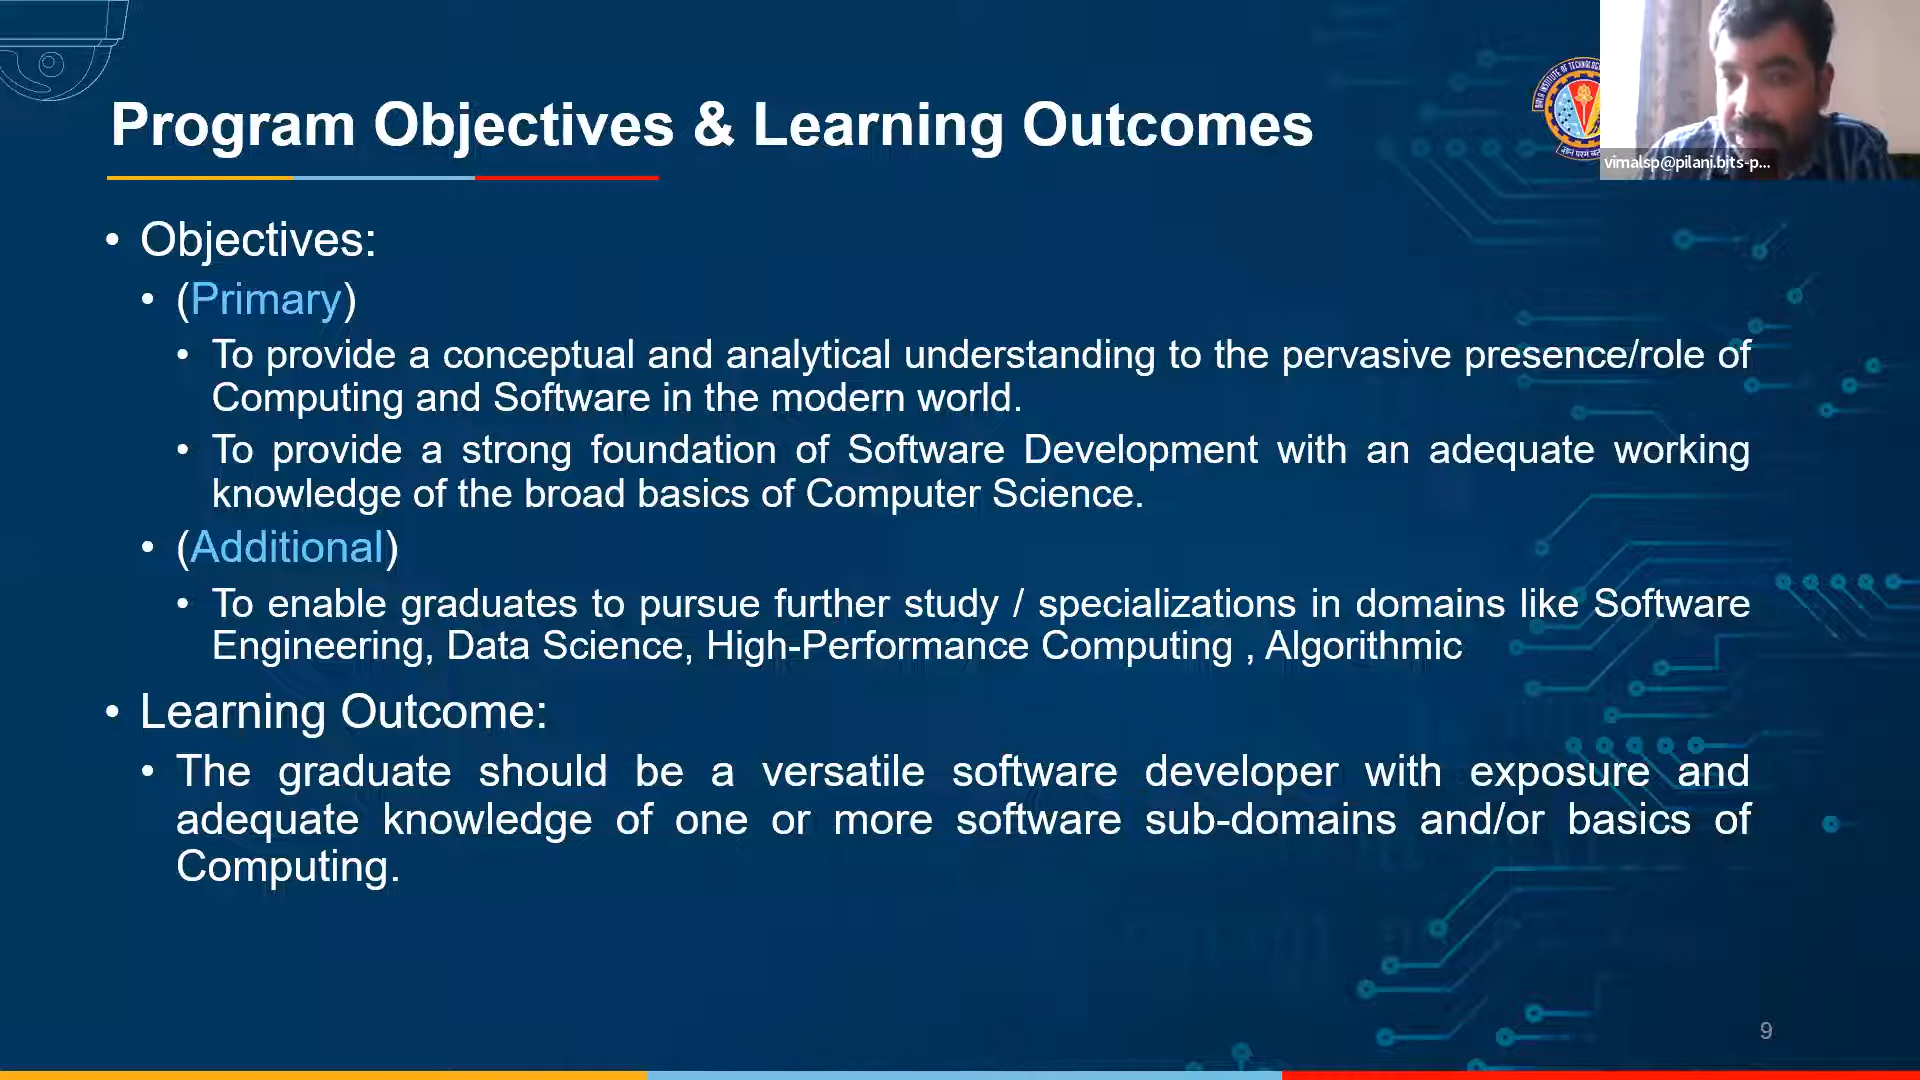 Program Objectives & Learning Outcomes
vimalsp@pilani.bits-p...
• Objectives:
• (Primary)
• To provide a conceptual and analytical understanding to the pervasive presence/role of
Computing and Software in the modern world.
• To provide a strong foundation of Software Development with an adequate working
knowledge of the broad basics of Computer Science.
• (Additional)
• To enable graduates to pursue further study / specializations in domains like Software
Engineering, Data Science, High-Performance Computing , Algorithmic
• Learning Outcome:
• The graduate should be a versatile software developer with exposure and
adequate knowledge of one or more software sub-domains and/or basics of
Computing.
9